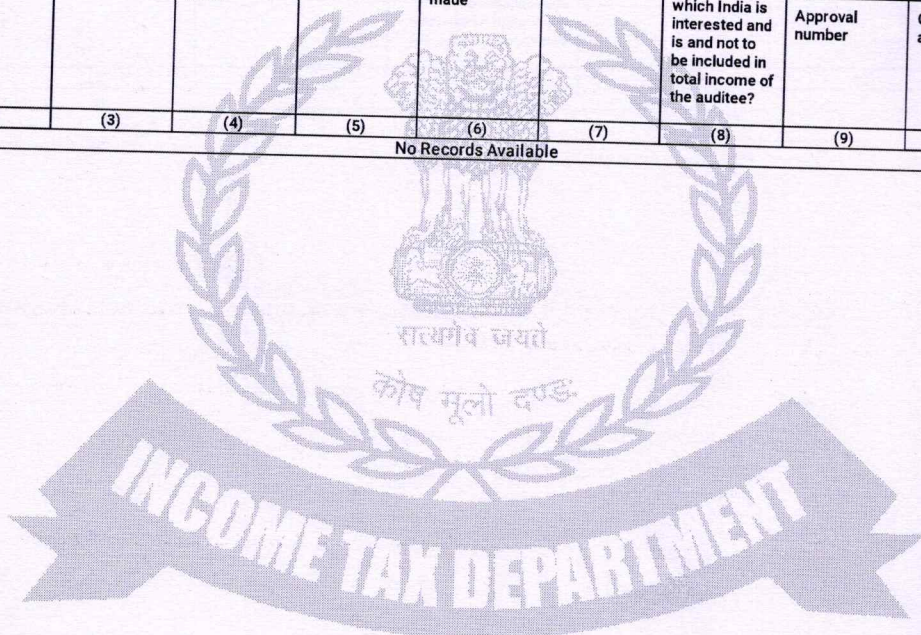 made
which India is
interested and
is and not to
be included in
total income of
the auditee?
Approval
number
(3)
(4)
(5)
(6)
(7)
(8)
(9)
No Records Available
सत्यमेव जयते
कोष मूलो दण्डः
INCOME TAX DEPARTMENT